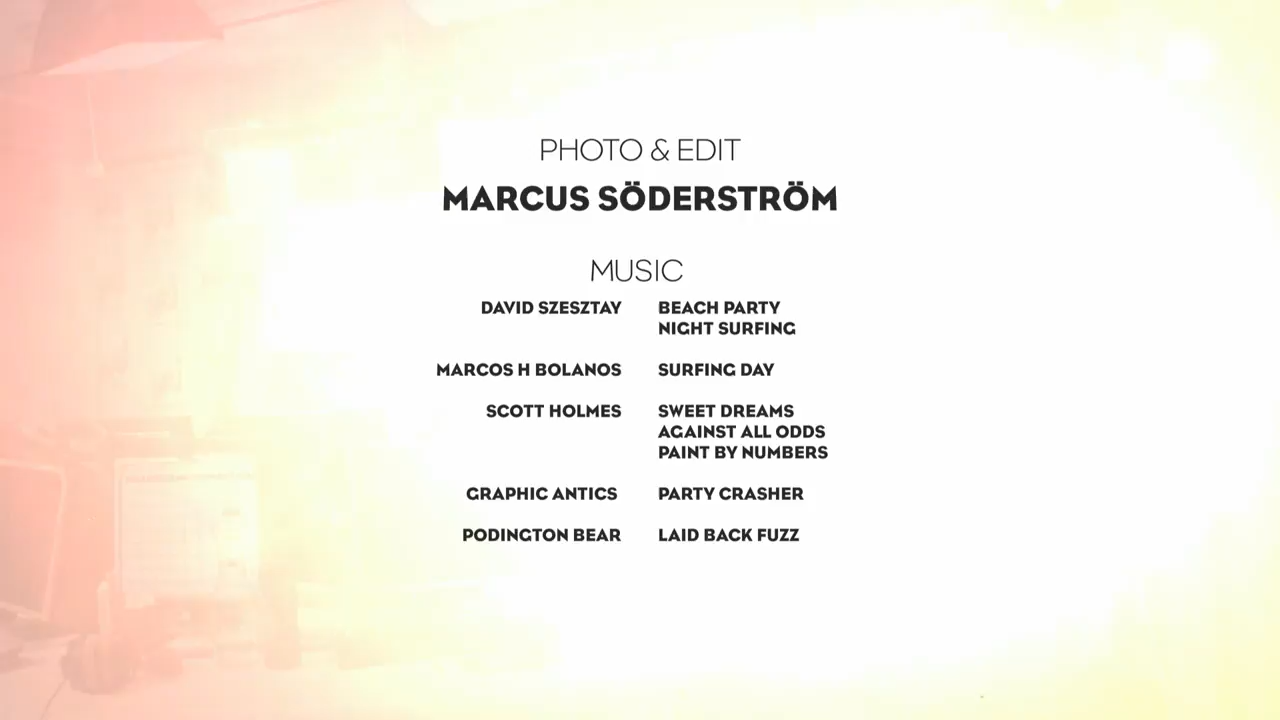 PHOTO & EDIT
MARCUS SÖDERSTRÖM
MUSIC
DAVID SZESZTAY BEACH PARTY
NIGHT SURFING
MARCOS H BOLANOS SURFING DAY
SCOTT HOLMES SWEET DREAMS
AGAINST ALL ODDS
PAINT BY NUMBERS
GRAPHIC ANTICS PARTY CRASHER
PODINGTON BEAR LAID BACK FUZZ